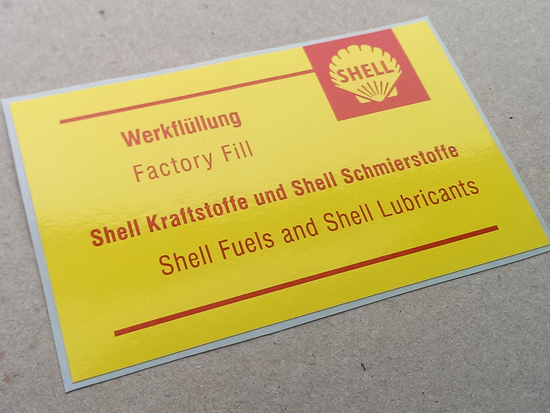 SHELL
Werkflüllung
Factory Fill
Shell Kraftstoffe und Shell Schmierstoffe
Shell Fuels and Shell Lubricants